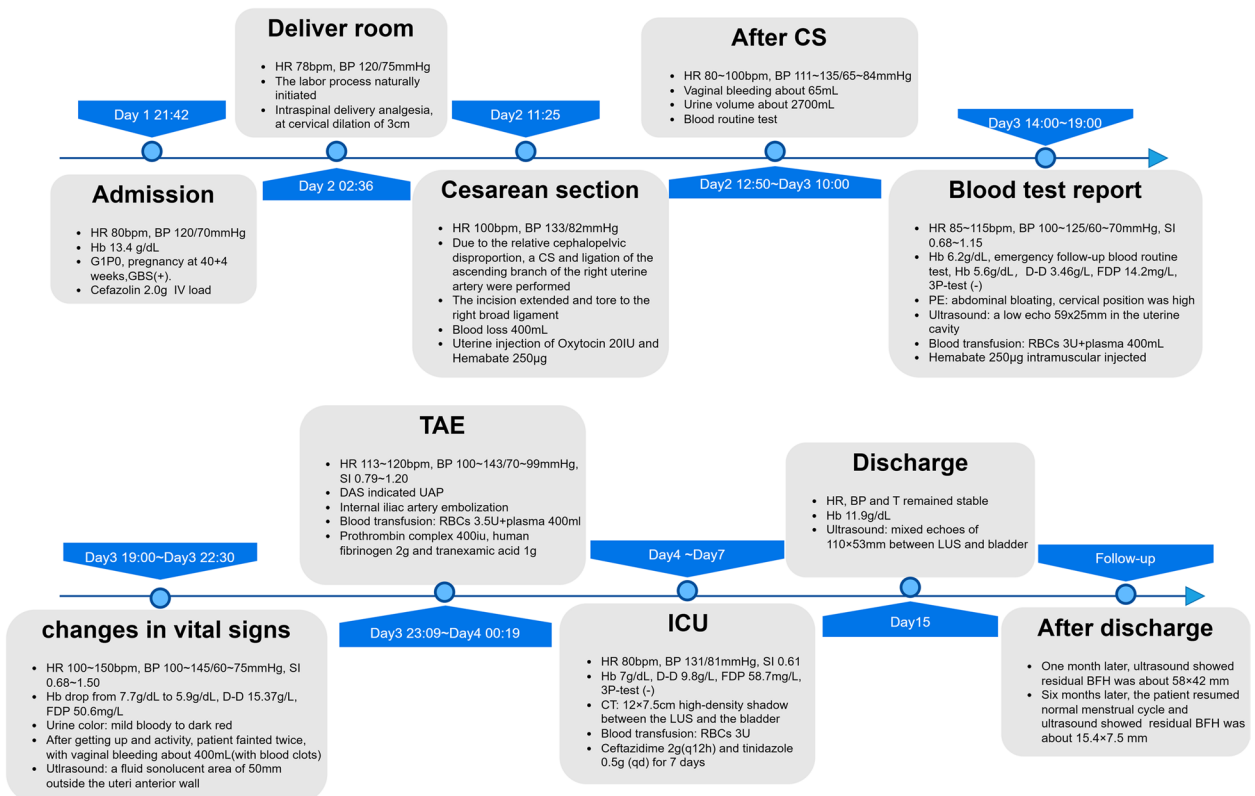 Deliver room
HR 78bpm, BP 120/75mmHg
The labor process naturally
initiated
Intraspinal delivery analgesia,
at cervical dilation of 3cm
After CS
HR 80~100bpm, BP 111~135/65~84mmHg
Vaginal bleeding about 65mL
Urine volume about 2700mL
Blood routine test
Day 1 21:42
Day2 11:25
Day3 14:00~19:00
Admission
HR 80bpm, BP 120/70mmHg
Hb 13.4 g/dL
G1P0, pregnancy at 40+4
weeks,GBS(+).
Cefazolin 2.0g IV load
Day 2 02:36
Cesarean section
HR 100bpm, BP 133/82mmHg
Due to the relative cephalopelvic
disproportion, a CS and ligation of the
ascending branch of the right uterine
artery were performed
The incision extended and tore to the
right broad ligament
Blood loss 400mL
Uterine injection of Oxytocin 20IU and
Hemabate 250μg
Day2 12:50~Day3 10:00
Blood test report
HR 85~115bpm, BP 100~125/60~70mmHg, SI
0.68~1.15
Hb 6.2g/dL, emergency follow-up blood routine
test, Hb 5.6g/dL, D-D 3.46g/L, FDP 14.2mg/L,
3P-test (-)
PE: abdominal bloating, cervical position was high
Ultrasound: a low echo 59x25mm in the uterine
cavity
Blood transfusion: RBCs 3U+plasma 400mL
Hemabate 250μg intramuscular injected
TAE
HR 113~120bpm, BP 100~143/70~99mmHg,
SI 0.79~1.20
DAS indicated UAP
Internal iliac artery embolization
Blood transfusion: RBCs 3.5U+plasma 400ml
Prothrombin complex 400iu, human
fibrinogen 2g and tranexamic acid 1g
Discharge
HR, BP and T remained stable
Hb 11.9g/dL
Ultrasound: mixed echoes of
110×53mm between LUS and bladder
Day3 19:00~Day3 22:30
Day4 ~Day7
Follow-up
changes in vital signs
HR 100~150bpm, BP 100~145/60~75mmHg, SI
0.68~1.50
Hb drop from 7.7g/dL to 5.9g/dL, D-D 15.37g/L,
FDP 50.6mg/L
Urine color: mild bloody to dark red
After getting up and activity, patient fainted twice,
with vaginal bleeding about 400mL(with blood clots)
Utlrasound: a fluid sonolucent area of 50mm
outside the uteri anterior wall
Day3 23:09~Day4 00:19
ICU
HR 80bpm, BP 131/81mmHg, SI 0.61
Hb 7g/dL, D-D 9.8g/L, FDP 58.7mg/L,
3P-test (-)
CT: 12×7.5cm high-density shadow
between the LUS and the bladder
Blood transfusion: RBCs 3U
Ceftazidime 2g(q12h) and tinidazole
0.5g (qd) for 7 days
Day15
After discharge
One month later, ultrasound showed
residual BFH was about 58×42 mm
Six months later, the patient resumed
normal menstrual cycle and
ultrasound showed residual BFH was
about 15.4×7.5 mm